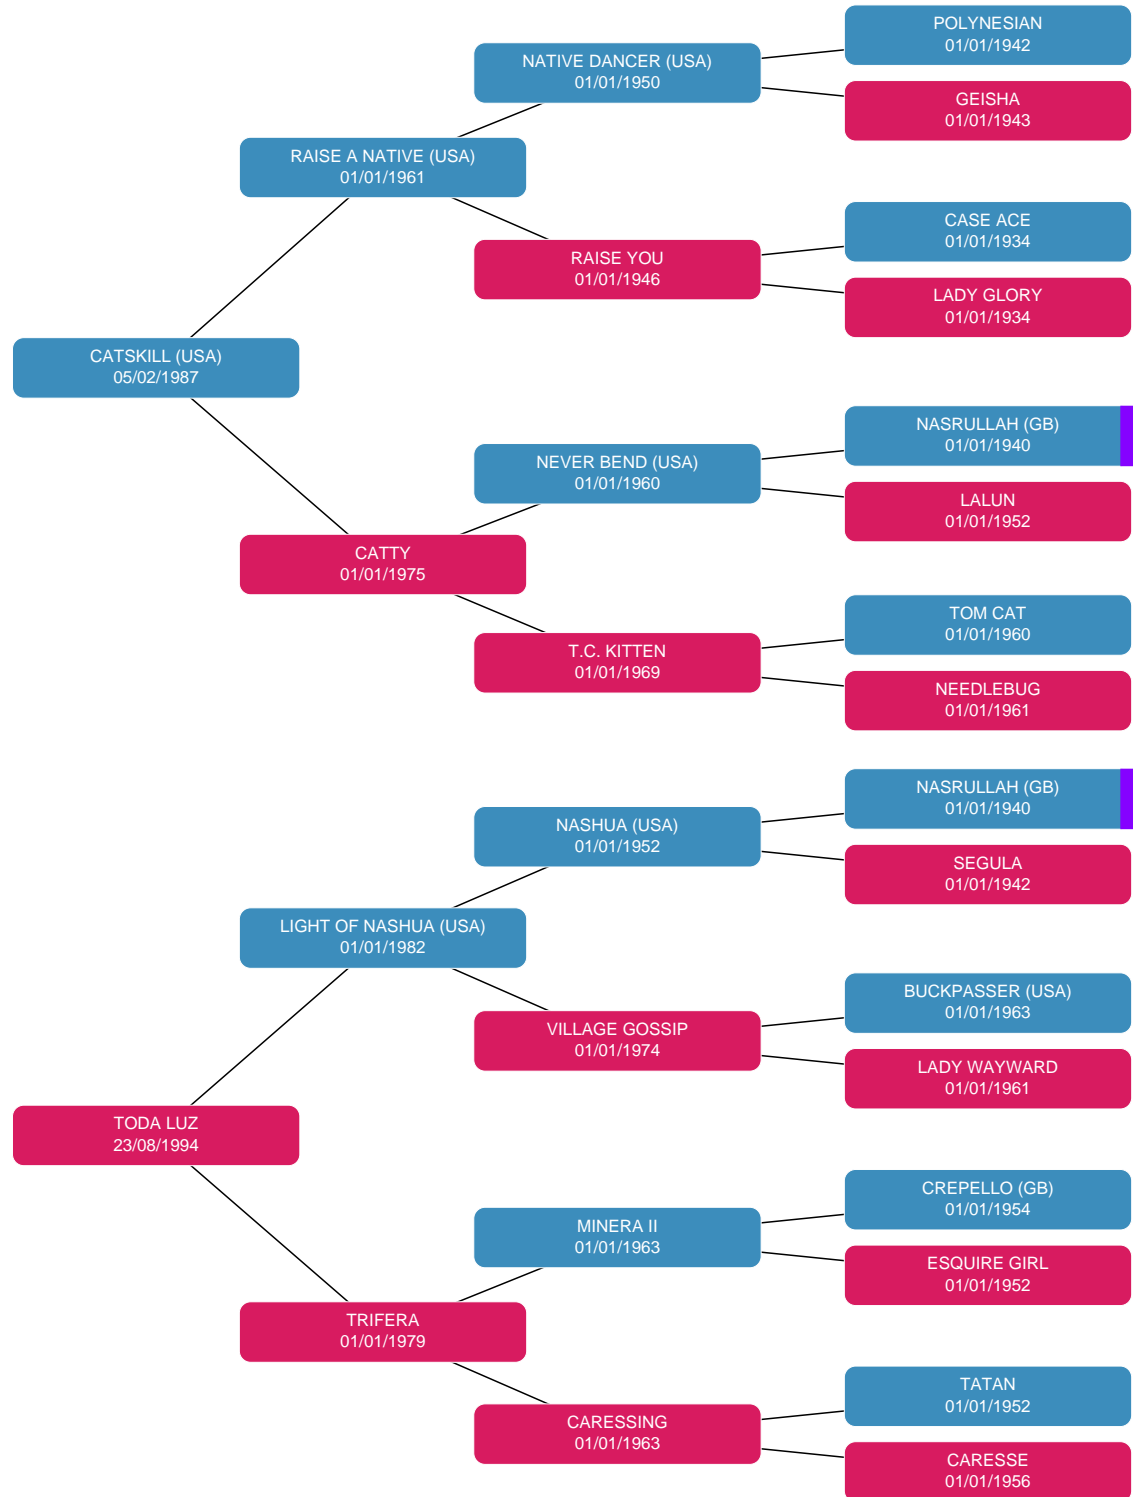 POLYNESIAN
01/01/1942
NATIVE DANCER (USA)
01/01/1950
GEISHA
01/01/1943
RAISE A NATIVE (USA)
01/01/1961
CASE ACE
01/01/1934
RAISE YOU
01/01/1946
LADY GLORY
01/01/1934
CATSKILL (USA)
05/02/1987
NASRULLAH (GB)
01/01/1940
NEVER BEND (USA)
01/01/1960
LALUN
01/01/1952
CATTY
01/01/1975
TOM CAT
01/01/1960
T.C. KITTEN
01/01/1969
NEEDLEBUG
01/01/1961
NASRULLAH (GB)
01/01/1940
NASHUA (USA)
01/01/1952
SEGULA
01/01/1942
LIGHT OF NASHUA (USA)
01/01/1982
BUCKPASSER (USA)
01/01/1963
VILLAGE GOSSIP
01/01/1974
LADY WAYWARD
01/01/1961
TODA LUZ
23/08/1994
CREPELLO (GB)
01/01/1954
MINERA II
01/01/1963
ESQUIRE GIRL
01/01/1952
TRIFERA
01/01/1979
TATAN
01/01/1952
CARESSING
01/01/1963
CARESSE
01/01/1956